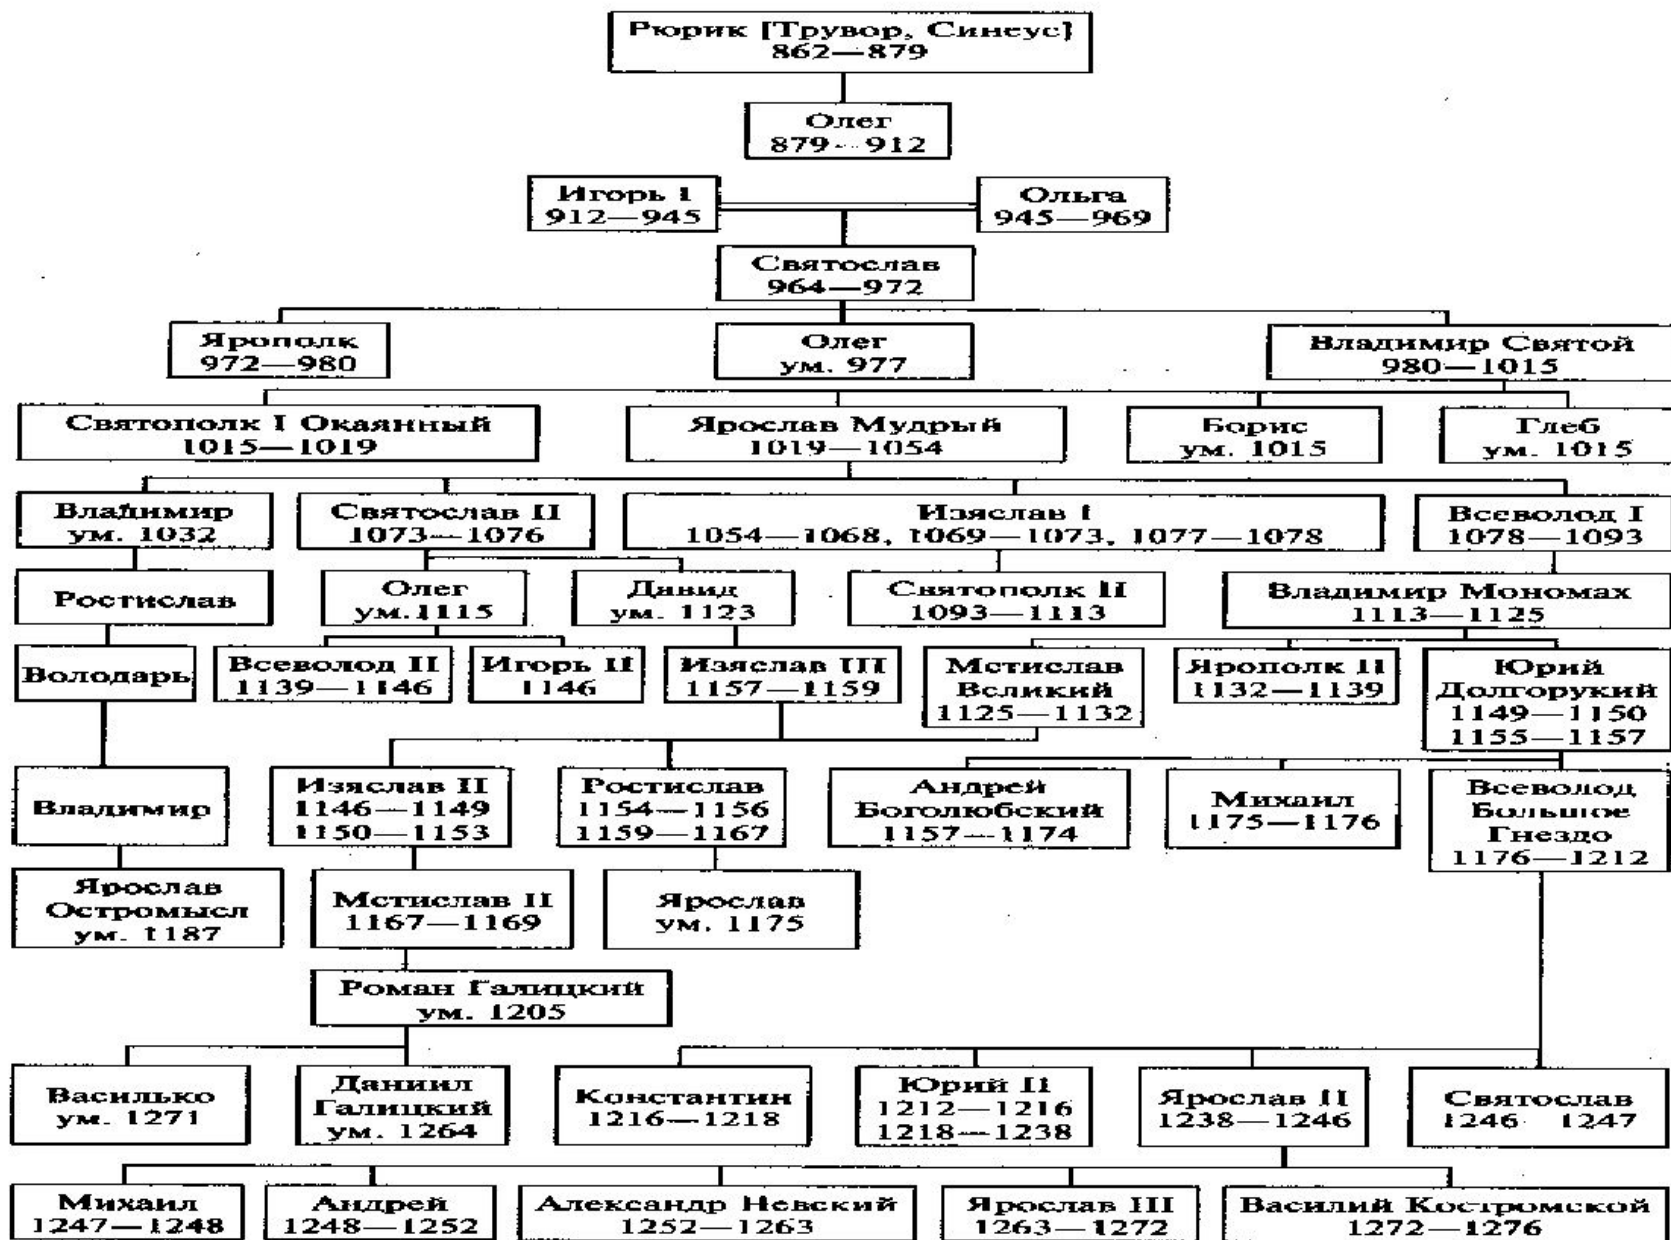 Рюрик [Трувор, Синеус]
862—879
Олег
879—912
Игорь I
912—945
Ольга
945—969
Святослав
964—972
Ярополк
972—980
Олег
ум. 977
Владимир Святой
980—1015
Святополк I Окаянный
1015—1019
Ярослав Мудрый
1019—1054
Борис
ум. 1015
Глеб
ум. 1015
Владимир
ум. 1032
Святослав II
1073—1076
Изяслав I
1054—1068, 1069—1073, 1077—1078
Всеволод I
1078—1093
Ростислав
Олег
ум.1115
Давид
ум. 1123
Святополк II
1093—1113
Владимир Мономах
1113—1125
Володарь
Всеволод II
1139—1146
Игорь II
1146
Изяслав III
1157—1159
Мстислав
Великий
1125—1132
Ярополк II
1132—1139
Юрий
Долгорукий
1149—1150
1155—1157
Владимир
Изяслав II
1146—1149
1150—1153
Ростислав
1154—1156
1159—1167
Андрей
Боголюбский
1157—1174
Михаил
1175—1176
Всеволод
Большое
Гнездо
1176—1212
Ярослав
Остромысл
ум. 1187
Мстислав II
1167—1169
Ярослав
ум. 1175
Роман Галицкий
ум. 1205
Василько
ум. 1271
Даниил
Галицкий
ум. 1264
Константин
1216—1218
Юрий II
1212—1216
1218—1238
Ярослав II
1238—1246
Святослав
1246 1247
Михаил
1247—1248
Андрей
1248—1252
Александр Невский
1252—1263
Ярослав III
1263—1272
Василий Костромской
1272—1276